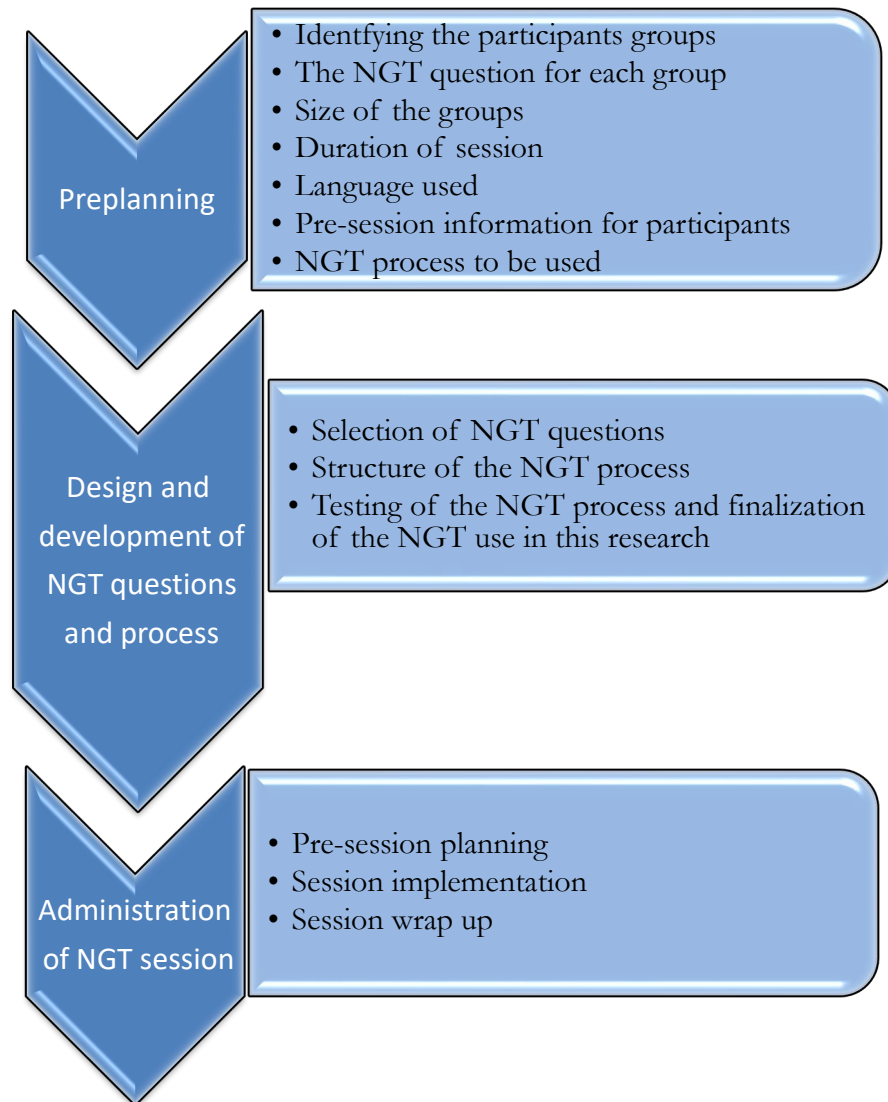 Preplanning
• Identfying the participants groups
• The NGT question for each group
• Size of the groups
• Duration of session
• Language used
• Pre-session information for participants
• NGT process to be used
Design and
development of
NGT questions
and process
• Selection of NGT questions
• Structure of the NGT process
• Testing of the NGT process and finalization
of the NGT use in this research
Administration
of NGT session
• Pre-session planning
• Session implementation
• Session wrap up